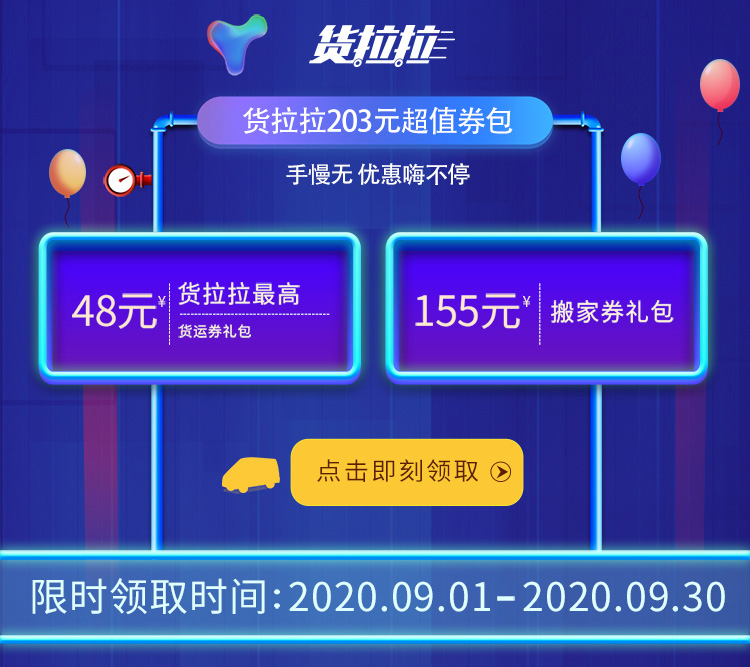 货拉拉
货拉拉203元超值券包
手慢无 优惠嗨不停
48元¥
货拉拉最高
货运券礼包
155元¥
搬家券礼包
点击即刻领取
限时领取时间:2020.09.01-2020.09.30